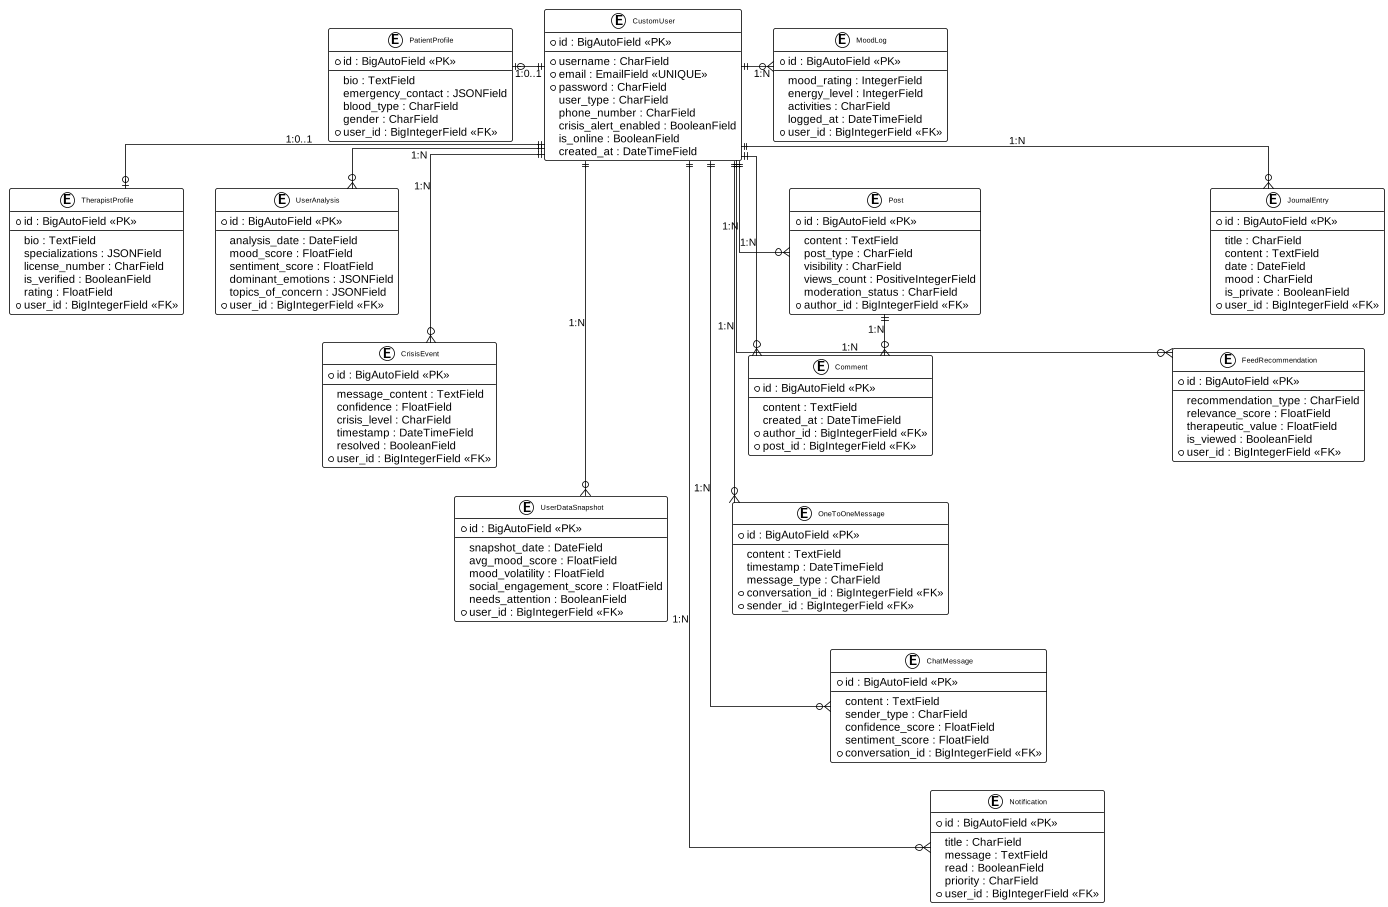 CustomUser
id : BigAutoField «PK»
username : CharField
email : EmailField «UNIQUE»
password : CharField
user_type : CharField
phone_number : CharField
crisis_alert_enabled : BooleanField
is_online : BooleanField
created_at : DateTimeField
PatientProfile
id : BigAutoField «PK»
bio : TextField
emergency_contact : JSONField
blood_type : CharField
gender : CharField
user_id : BigIntegerField «FK»
1:0..1
MoodLog
id : BigAutoField «PK»
mood_rating : IntegerField
energy_level : IntegerField
activities : CharField
logged_at : DateTimeField
user_id : BigIntegerField «FK»
1:N
1:0..1
1:N
1:N
1:N
TherapistProfile
id : BigAutoField «PK»
bio : TextField
specializations : JSONField
license_number : CharField
is_verified : BooleanField
rating : FloatField
user_id : BigIntegerField «FK»
UserAnalysis
id : BigAutoField «PK»
analysis_date : DateField
mood_score : FloatField
sentiment_score : FloatField
dominant_emotions : JSONField
topics_of_concern : JSONField
user_id : BigIntegerField «FK»
Post
id : BigAutoField «PK»
content : TextField
post_type : CharField
visibility : CharField
views_count : PositiveIntegerField
moderation_status : CharField
author_id : BigIntegerField «FK»
1:N
1:N
JournalEntry
id : BigAutoField «PK»
title : CharField
content : TextField
date : DateField
mood : CharField
is_private : BooleanField
user_id : BigIntegerField «FK»
1:N
1:N
1:N
1:N
CrisisEvent
id : BigAutoField «PK»
message_content : TextField
confidence : FloatField
crisis_level : CharField
timestamp : DateTimeField
resolved : BooleanField
user_id : BigIntegerField «FK»
Comment
id : BigAutoField «PK»
content : TextField
created_at : DateTimeField
author_id : BigIntegerField «FK»
post_id : BigIntegerField «FK»
FeedRecommendation
id : BigAutoField «PK»
recommendation_type : CharField
relevance_score : FloatField
therapeutic_value : FloatField
is_viewed : BooleanField
user_id : BigIntegerField «FK»
1:N
UserDataSnapshot
id : BigAutoField «PK»
snapshot_date : DateField
avg_mood_score : FloatField
mood_volatility : FloatField
social_engagement_score : FloatField
needs_attention : BooleanField
user_id : BigIntegerField «FK»
OneToOneMessage
id : BigAutoField «PK»
content : TextField
timestamp : DateTimeField
message_type : CharField
conversation_id : BigIntegerField «FK»
sender_id : BigIntegerField «FK»
1:N
ChatMessage
id : BigAutoField «PK»
content : TextField
sender_type : CharField
confidence_score : FloatField
sentiment_score : FloatField
conversation_id : BigIntegerField «FK»
Notification
id : BigAutoField «PK»
title : CharField
message : TextField
read : BooleanField
priority : CharField
user_id : BigIntegerField «FK»